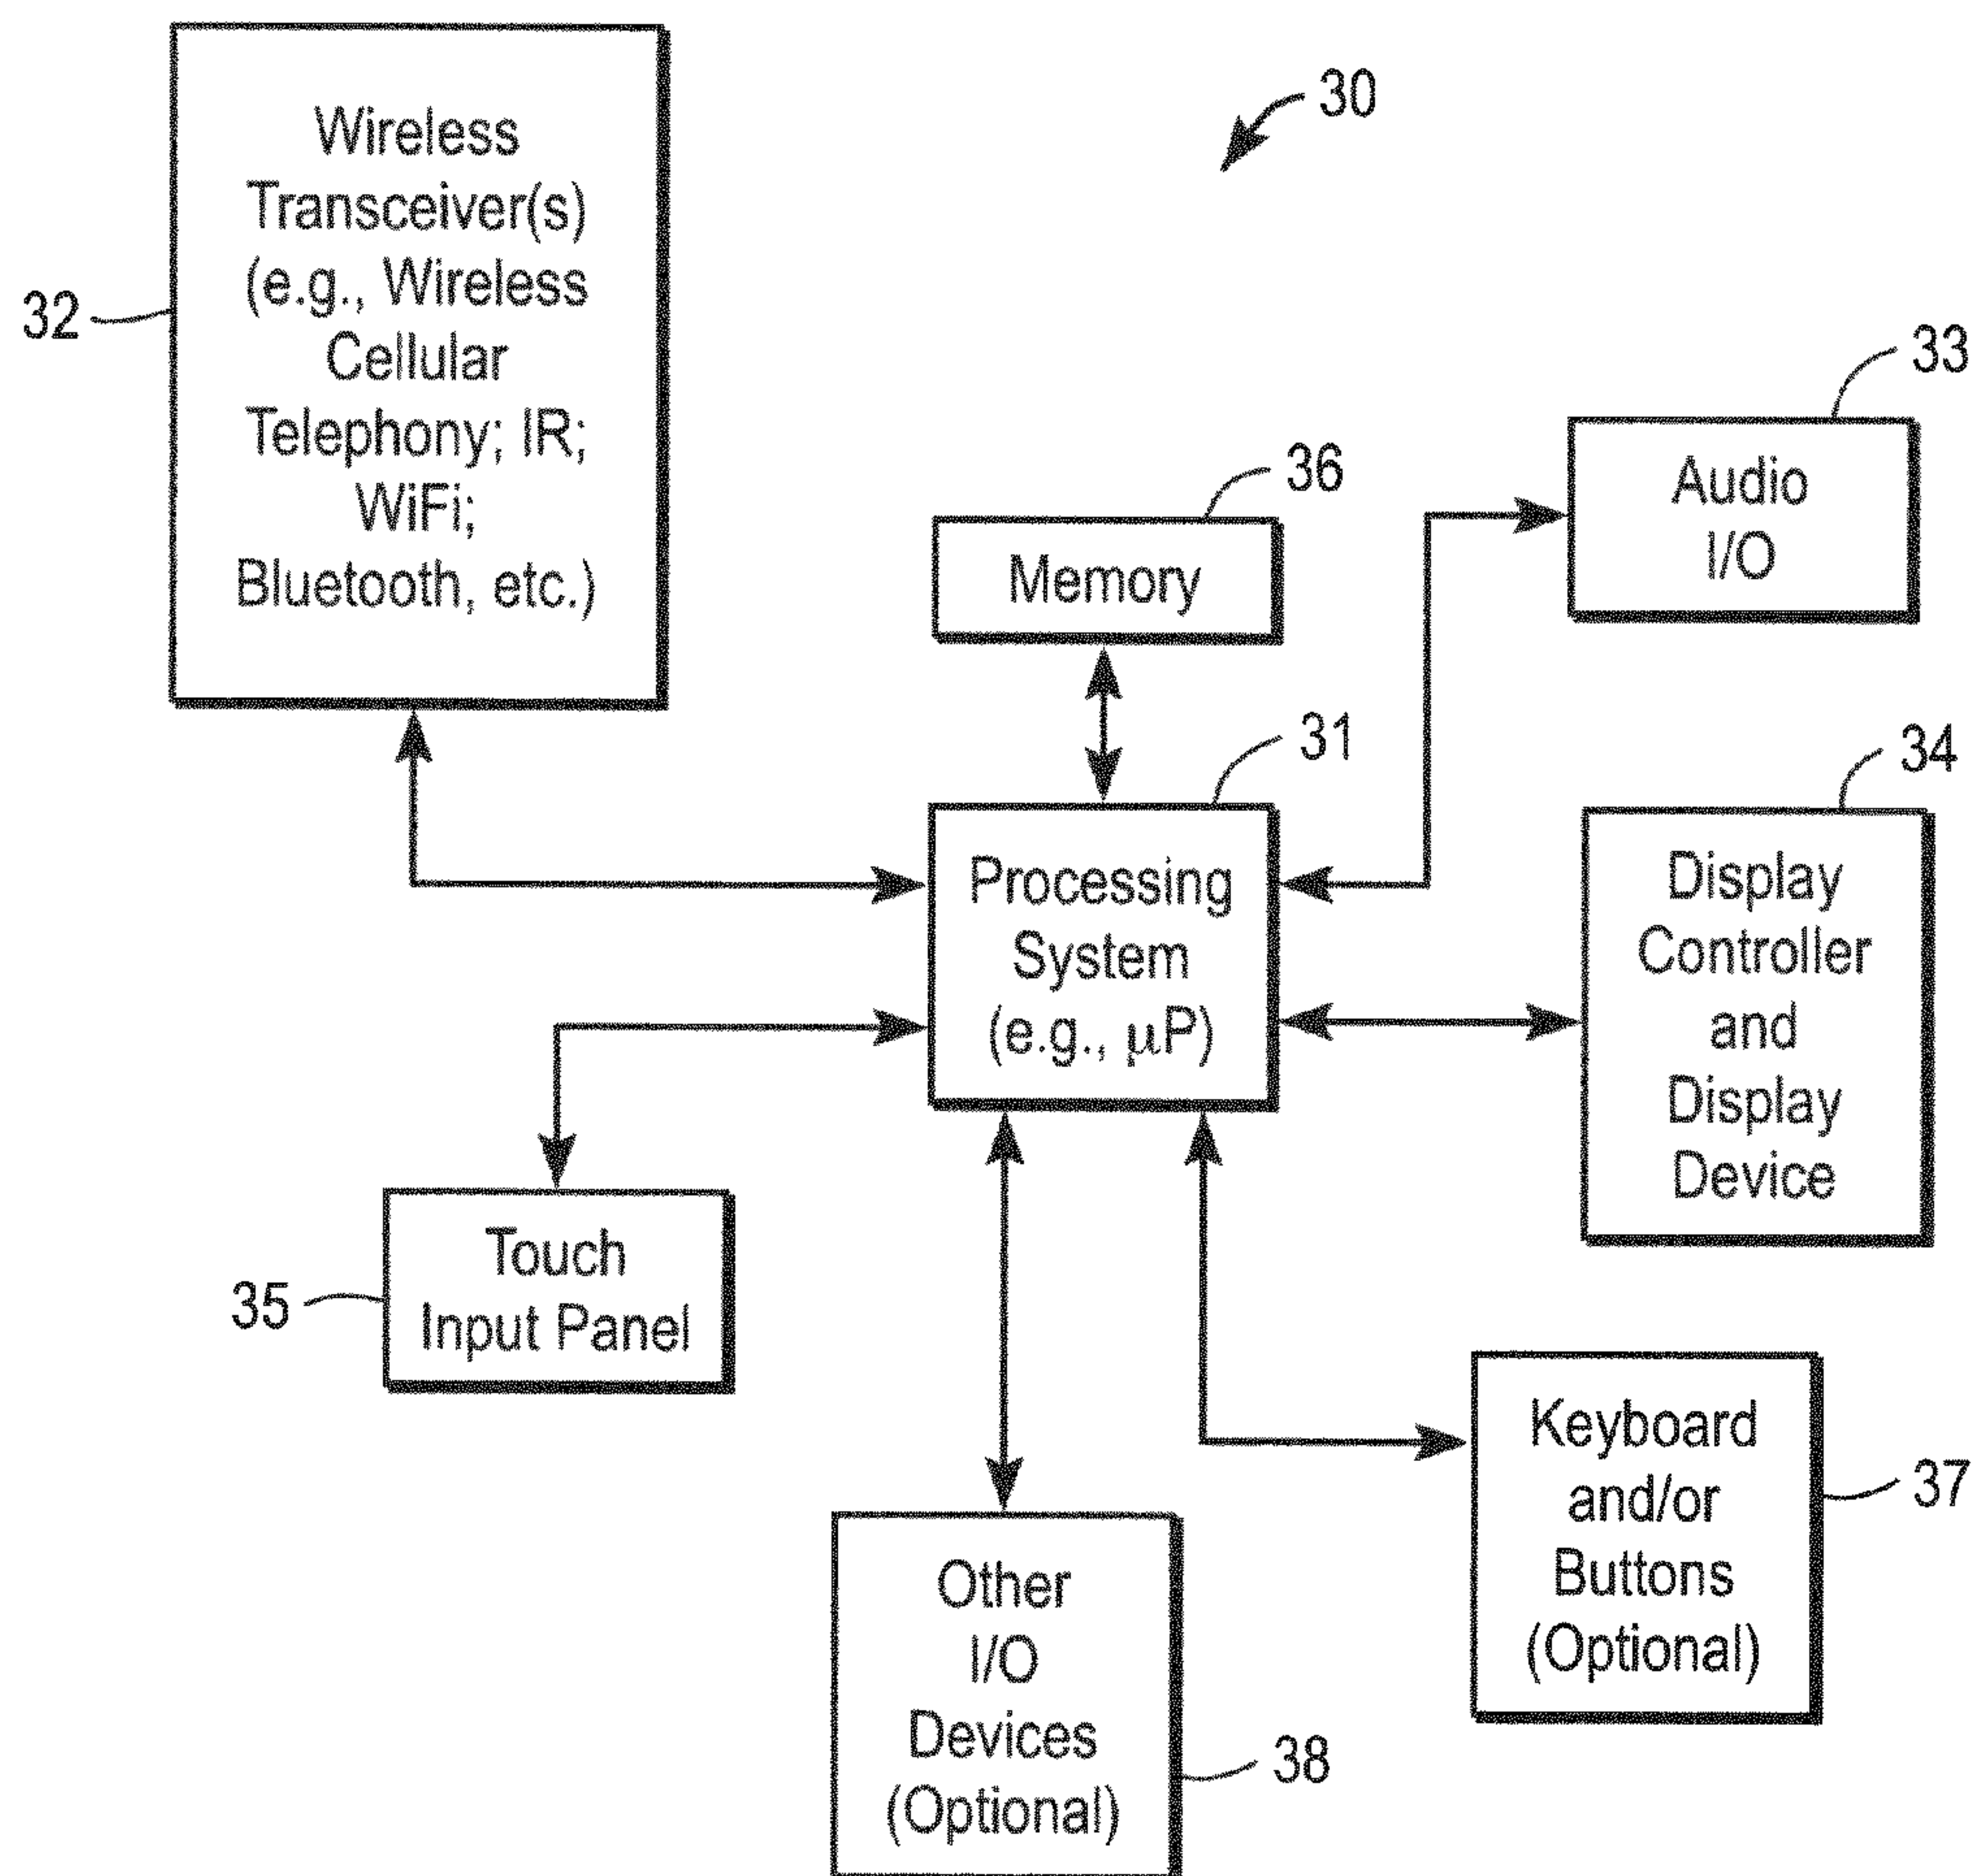 30
Wireless
Transceiver(s)
(e.g., Wireless
Cellular
Telephony; IR;
WiFi;
Bluetooth, etc.)
32
33
Audio
I/O
36
Memory
31
Processing
System
(e.g., μP)
34
Display
Controller
and
Display
Device
35
Touch
Input Panel
Keyboard
and/or
Buttons
(Optional)
37
Other
I/O
Devices
(Optional)
38